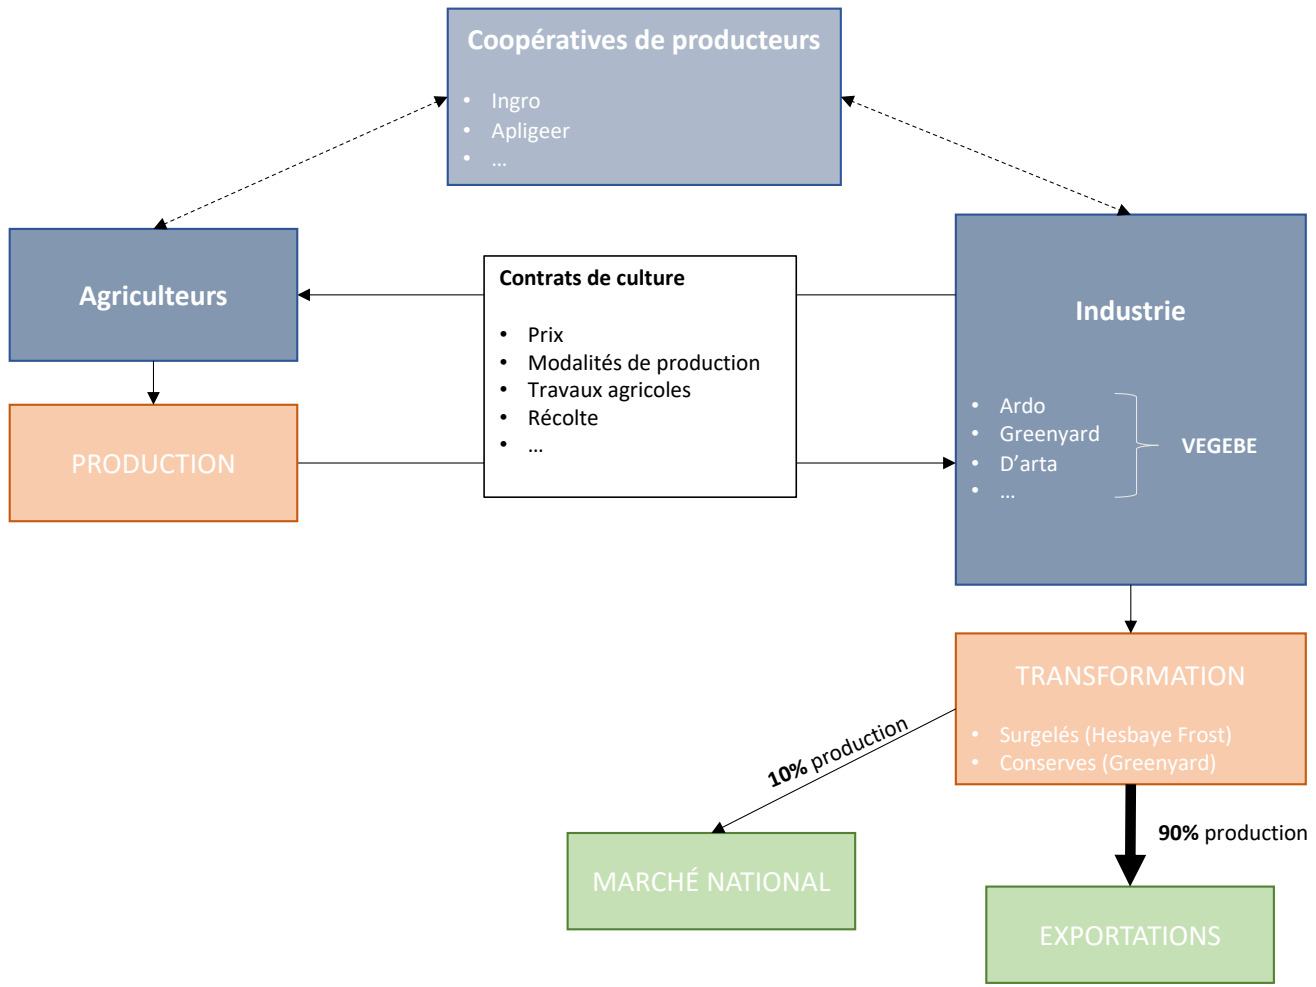 Coopératives de producteurs
• Ingro
• Apligeer
• ...
Agriculteurs
PRODUCTION
Contrats de culture
• Prix
• Modalités de production
• Travaux agricoles
• Récolte
• ...
Industrie
• Ardo
• Greenyard
• D’arta
• ...
VEGEBE
TRANSFORMATION
• Surgelés (Hesbaye Frost)
• Conserves (Greenyard)
10% production
90% production
MARCHÉ NATIONAL
EXPORTATIONS